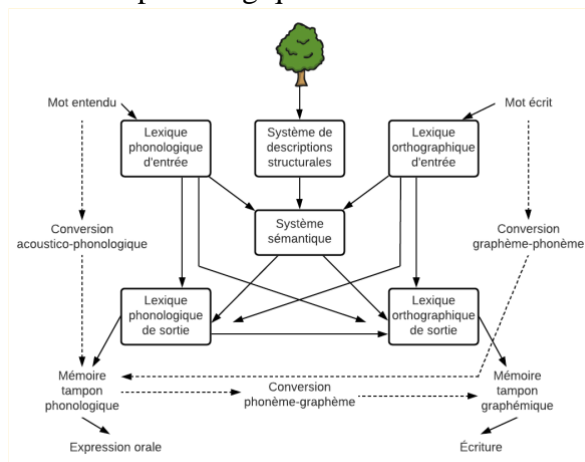 Mot entendu
Mot écrit
Lexique
phonologique
d'entrée
Système de
descriptions
structurales
Lexique
orthographique
d'entrée
Système
sémantique
Conversion
acoustico-phonologique
Conversion
graphème-phonème
Lexique
phonologique
de sortie
Lexique
orthographique
de sortie
Mémoire
tampon
phonologique
Conversion
phonème-graphème
Mémoire
tampon
graphémique
Expression orale
Écriture